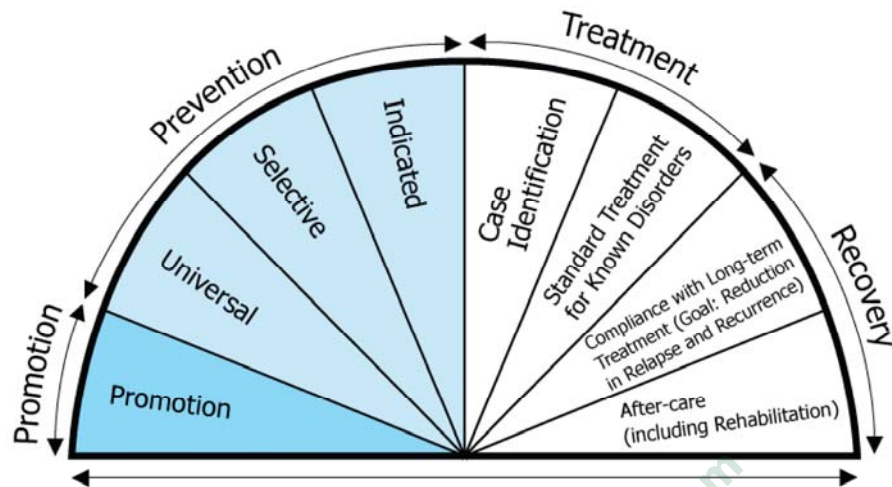 Promotion
Prevention
Treatment
Recovery
Promotion
Universal
Selective
Indicated
Case
Identification
Standard Treatment
for Known Disorders
Compliance with Long-term
Treatment (Goal: Reduction
in Relapse and Recurrence)
After-care
(including Rehabilitation)
m